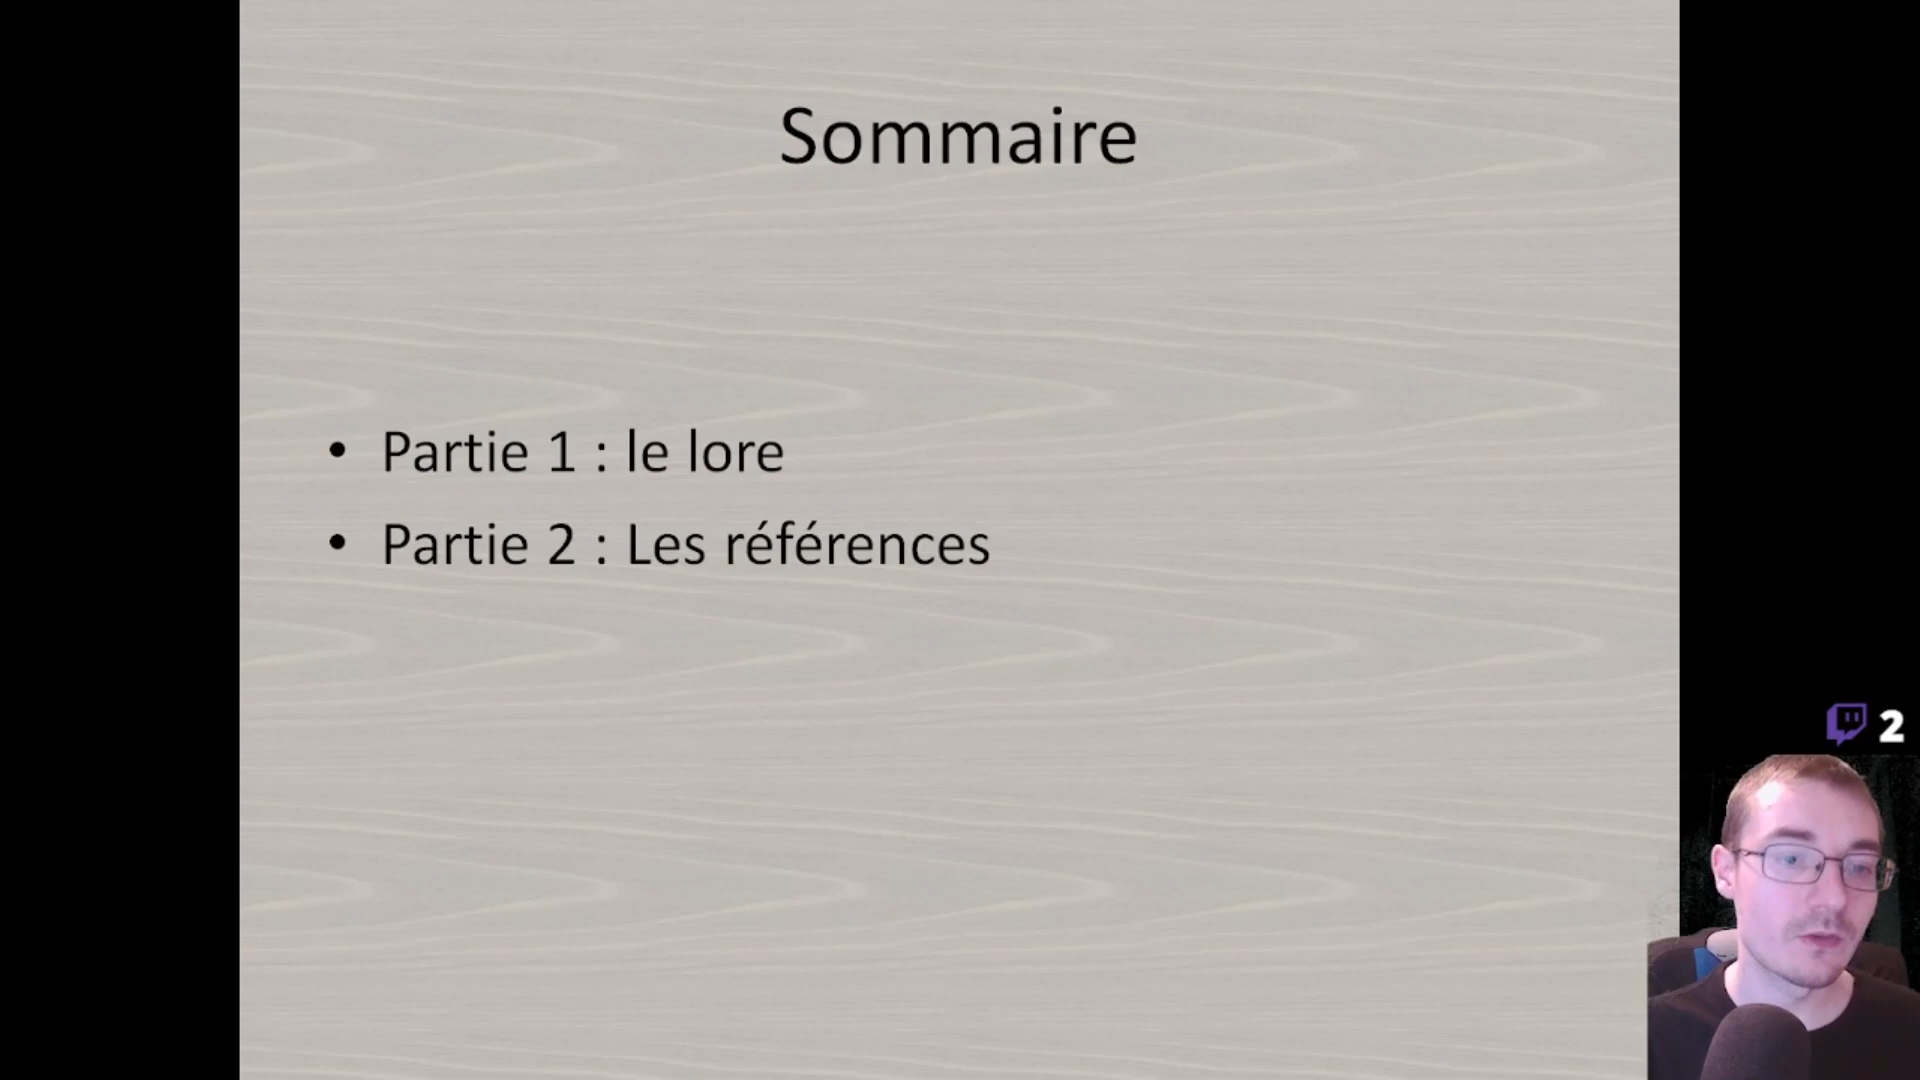 Sommaire
• Partie 1 : le lore
• Partie 2 : Les références
2